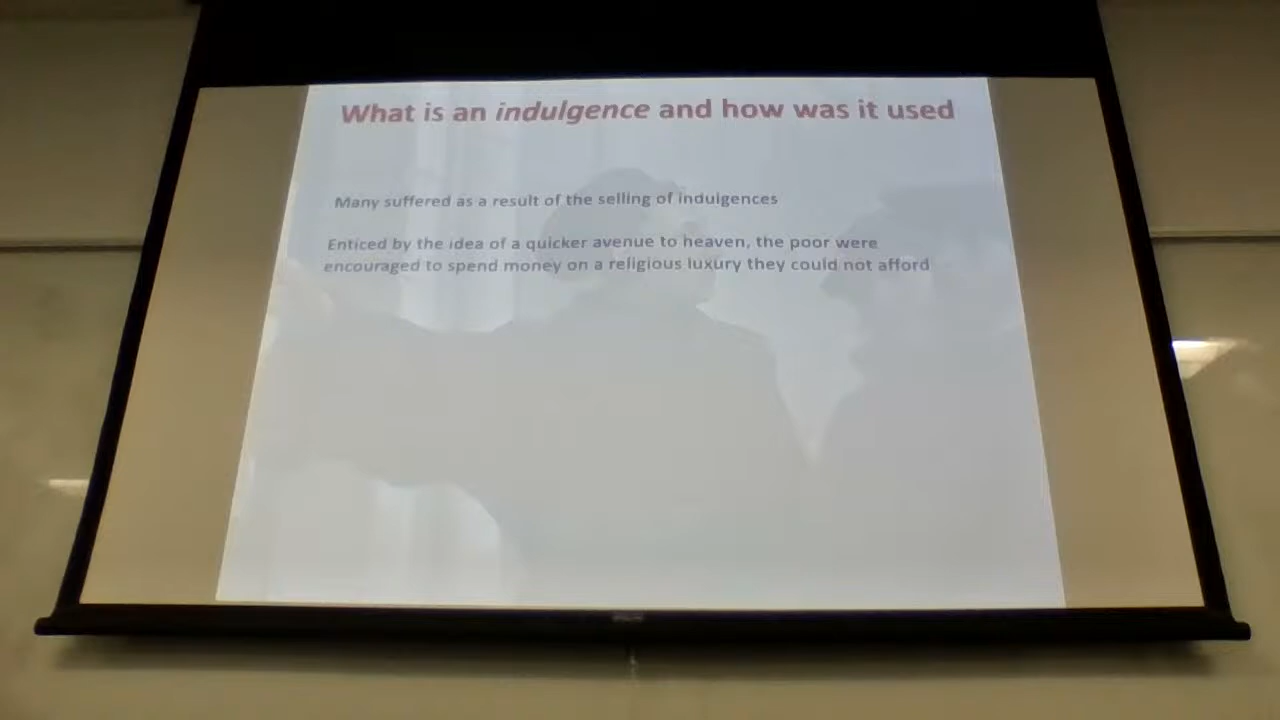 What is an indulgence and how was it used
Many suffered as a result of the selling of indulgences
Enticed by the idea of a quicker avenue to heaven, the poor were
encouraged to spend money on a religious luxury they could not afford